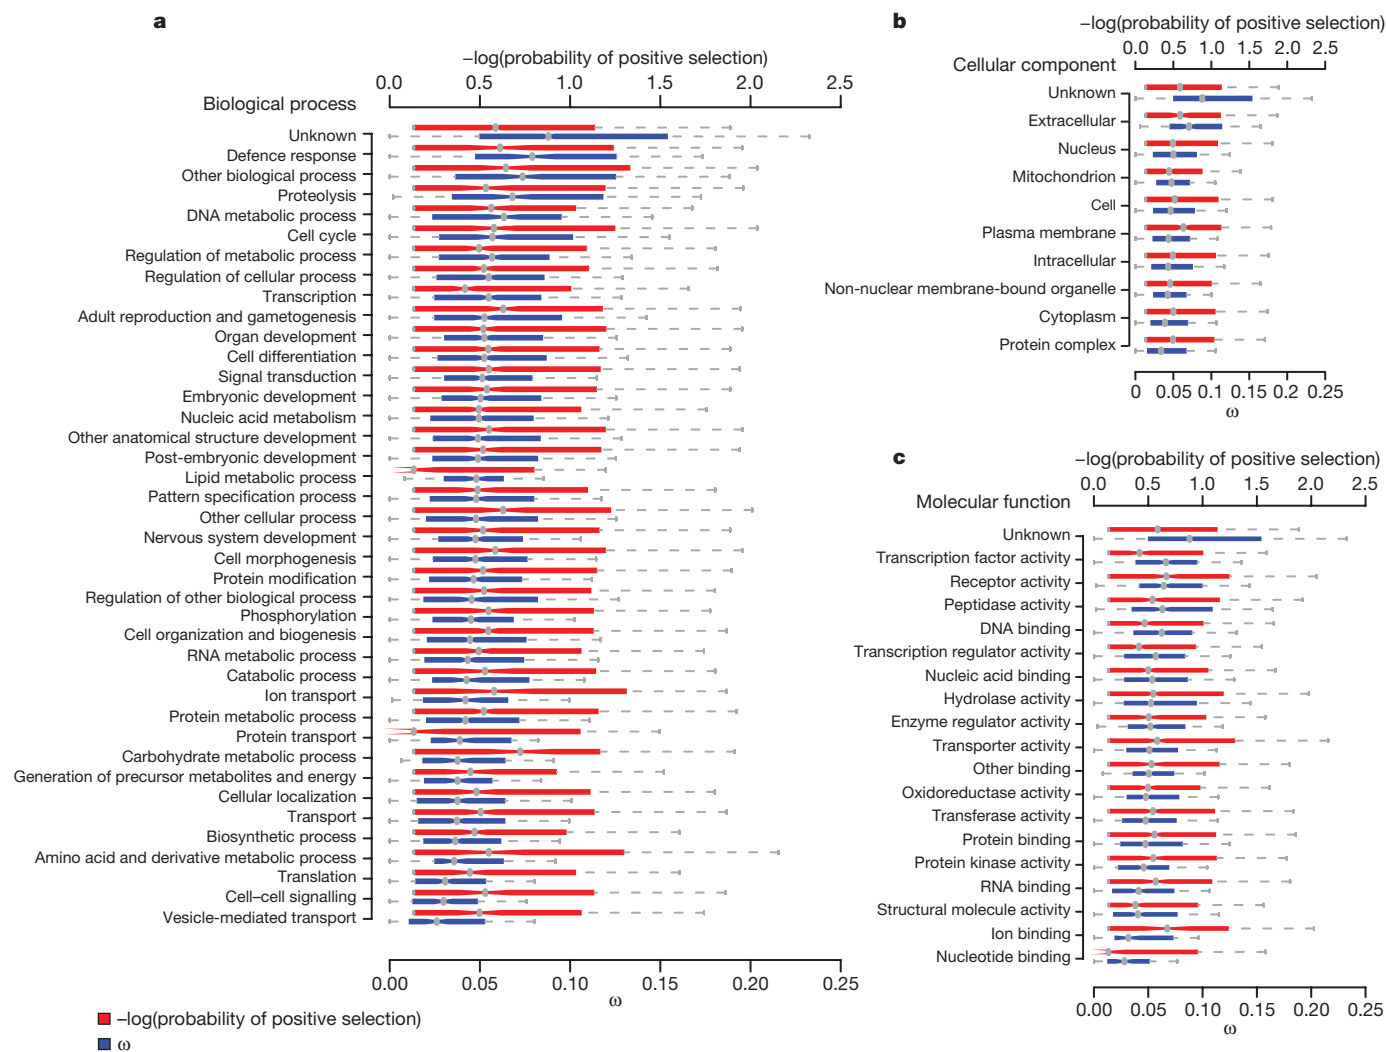 a
−log(probability of positive selection)
0.0 0.5 1.0 1.5 2.0 2.5
Biological process
Unknown
Defence response
Other biological process
Proteolysis
DNA metabolic process
Cell cycle
Regulation of metabolic process
Regulation of cellular process
Transcription
Adult reproduction and gametogenesis
Organ development
Cell differentiation
Signal transduction
Embryonic development
Nucleic acid metabolism
Other anatomical structure development
Post-embryonic development
Lipid metabolic process
Pattern specification process
Other cellular process
Nervous system development
Cell morphogenesis
Protein modification
Regulation of other biological process
Phosphorylation
Cell organization and biogenesis
RNA metabolic process
Catabolic process
Ion transport
Protein metabolic process
Protein transport
Carbohydrate metabolic process
Generation of precursor metabolites and energy
Cellular localization
Transport
Biosynthetic process
Amino acid and derivative metabolic process
Translation
Cell–cell signalling
Vesicle-mediated transport
0.00 0.05 0.10 0.15 0.20 0.25
ω
−log(probability of positive selection)
ω
b
−log(probability of positive selection)
0.0 0.5 1.0 1.5 2.0 2.5
Cellular component
Unknown
Extracellular
Nucleus
Mitochondrion
Cell
Plasma membrane
Intracellular
Non-nuclear membrane-bound organelle
Cytoplasm
Protein complex
0 0.05 0.1 0.15 0.2 0.25
ω
c
−log(probability of positive selection)
0.0 0.5 1.0 1.5 2.0 2.5
Molecular function
Unknown
Transcription factor activity
Receptor activity
Peptidase activity
DNA binding
Transcription regulator activity
Nucleic acid binding
Hydrolase activity
Enzyme regulator activity
Transporter activity
Other binding
Oxidoreductase activity
Transferase activity
Protein binding
Protein kinase activity
RNA binding
Structural molecule activity
Ion binding
Nucleotide binding
0.00 0.05 0.10 0.15 0.20 0.25
ω